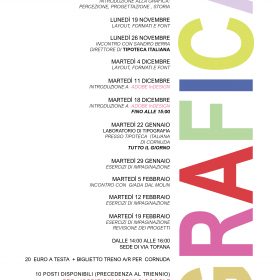 INTRODUZIONE ALLA GRAFICA:
PERCEZIONE, PROGETTAZIONE , STORIA
LUNEDÌ 19 NOVEMBRE
LAYOUT, FORMATI E FONT
LUNEDÌ 26 NOVEMBRE
INCONTRO CON SANDRO BERRA
DIRETTORE DI TIPOTECA ITALIANA
MARTEDÌ 4 DICEMBRE
LAYOUT, FORMATI E FONT
MARTEDÌ 11 DICEMBRE
INTRODUZIONE A ADOBE InDESIGN
MARTEDÌ 18 DICEMBRE
INTRODUZIONE A ADOBE InDESIGN
FINO ALLE 15:00
MARTEDÌ 22 GENNAIO
LABORATORIO DI TIPOGRAFIA
PRESSO TIPOTECA ITALIANA
DI CORNUDA
TUTTO IL GIORNO
MARTEDÌ 29 GENNAIO
ESERCIZI DI IMPAGINAZIONE
MARTEDÌ 5 FEBBRAIO
INCONTRO CON GIADA DAL MOLIN
MARTEDÌ 12 FEBBRAIO
ESERCIZI DI IMPAGINAZIONE
MARTEDÌ 19 FEBBRAIO
ESERCIZI DI IMPAGINAZIONE
REVISIONE DEI PROGETTI
DALLE 14:00 ALLE 16:00
SEDE DI VIA TOFANA
20 EURO A TESTA + BIGLIETTO TRENO A/R PER CORNUDA
10 POSTI DISPONIBILI (PRECEDENZA AL TRIENNIO)
GRAFICA